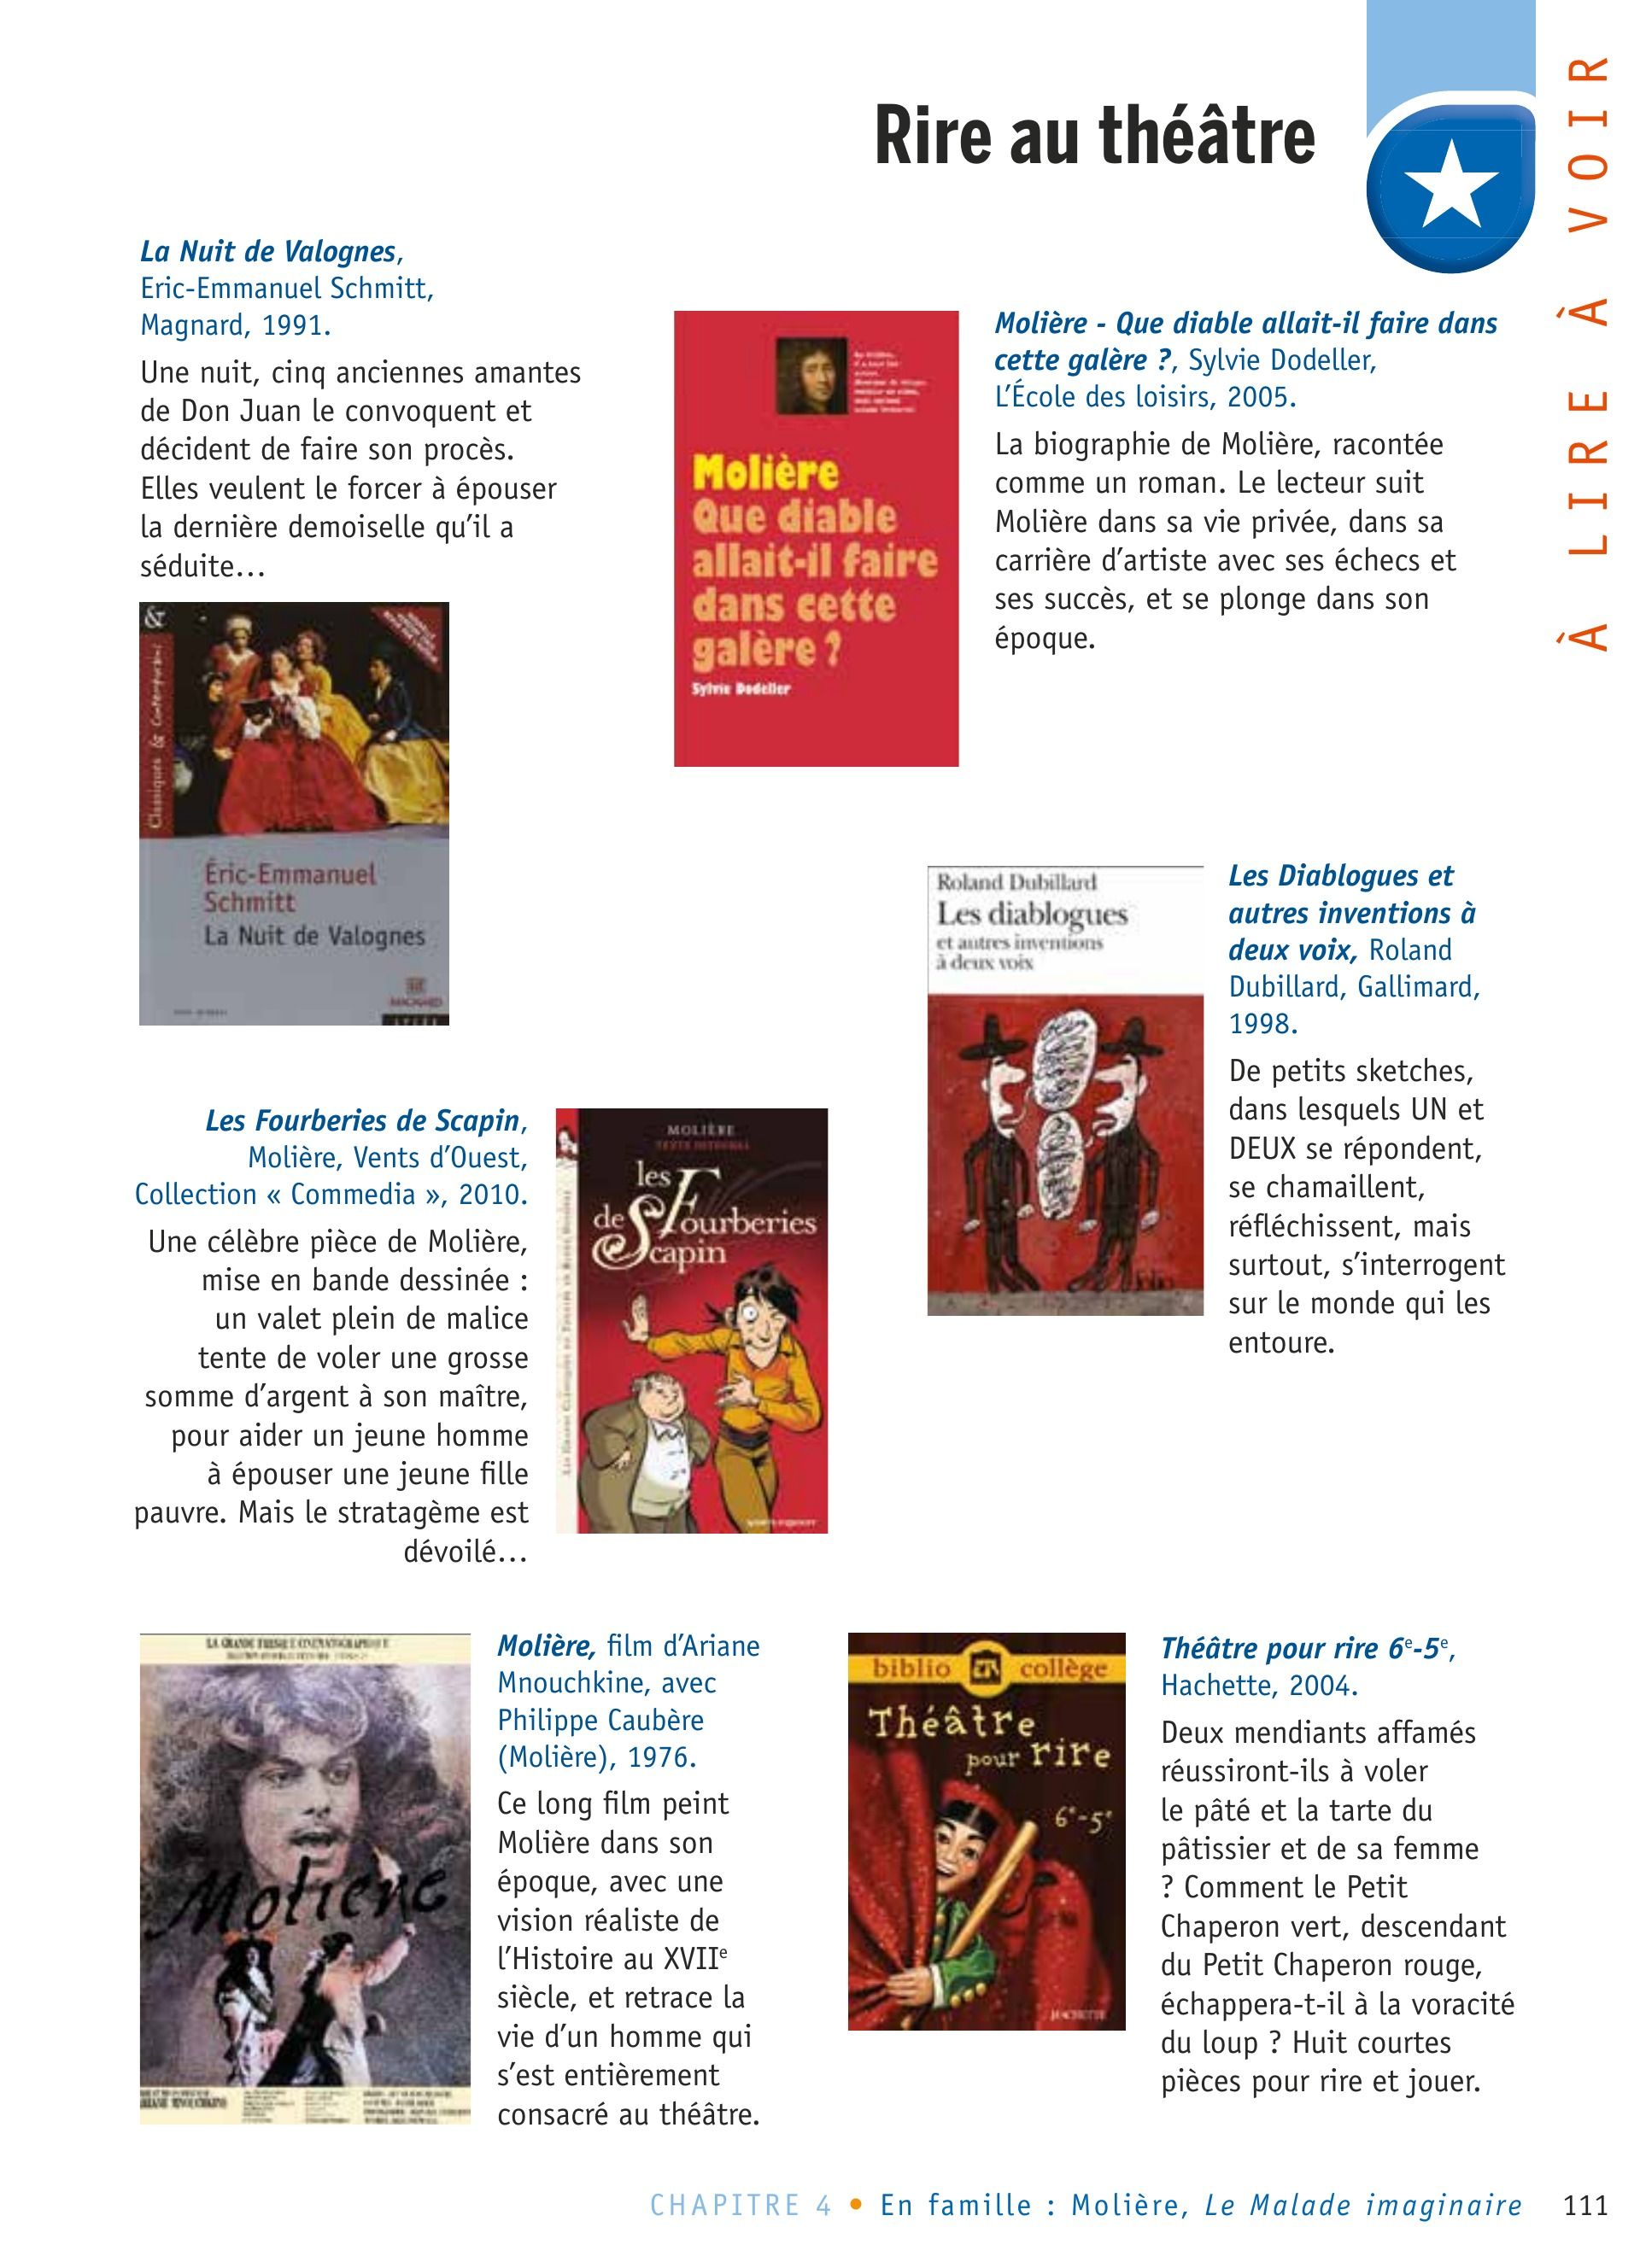 Rire au théâtre
À LIRE À VOIR
La Nuit de Valognes,
Eric-Emmanuel Schmitt,
Magnard, 1991.
Une nuit, cinq anciennes amantes
de Don Juan le convoquent et
décident de faire son procès.
Elles veulent le forcer à épouser
la dernière demoiselle qu’il a
séduite…
&
Classiques & Contemporains
Éric-Emmanuel
Schmitt
La Nuit de Valognes
MAGNARD
Molière
Que diable
allait-il faire
dans cette
galère ?
Sylvie Dodeller
Molière - Que diable allait-il faire dans
cette galère ?, Sylvie Dodeller,
L’École des loisirs, 2005.
La biographie de Molière, racontée
comme un roman. Le lecteur suit
Molière dans sa vie privée, dans sa
carrière d’artiste avec ses échecs et
ses succès, et se plonge dans son
époque.
Roland Dubillard
Les diablogues
et autres inventions
à deux voix
folio
Les Diablogues et
autres inventions à
deux voix, Roland
Dubillard, Gallimard,
1998.
De petits sketches,
dans lesquels UN et
DEUX se répondent,
se chamaillent,
réfléchissent, mais
surtout, s’interrogent
sur le monde qui les
entoure.
Les Fourberies de Scapin,
Molière, Vents d’Ouest,
Collection « Commedia », 2010.
Une célèbre pièce de Molière,
mise en bande dessinée :
un valet plein de malice
tente de voler une grosse
somme d’argent à son maître,
pour aider un jeune homme
à épouser une jeune fille
pauvre. Mais le stratagème est
dévoilé…
MOLIÈRE
TEXTE INTÉGRAL
les Fourberies
de Scapin
LA GRANDE FRESQUE CINÉMATOGRAPHIQUE
Molière
Molière, film d’Ariane
Mnouchkine, avec
Philippe Caubère
(Molière), 1976.
Ce long film peint
Molière dans son
époque, avec une
vision réaliste de
l’Histoire au XVIIe
siècle, et retrace la
vie d’un homme qui
s’est entièrement
consacré au théâtre.
biblio collège
Théâtre
pour rire
6e-5e
HACHETTE
Théâtre pour rire 6e-5e,
Hachette, 2004.
Deux mendiants affamés
réussiront-ils à voler
le pâté et la tarte du
pâtissier et de sa femme
? Comment le Petit
Chaperon vert, descendant
du Petit Chaperon rouge,
échappera-t-il à la voracité
du loup ? Huit courtes
pièces pour rire et jouer.
CHAPITRE 4 • En famille : Molière, Le Malade imaginaire 111